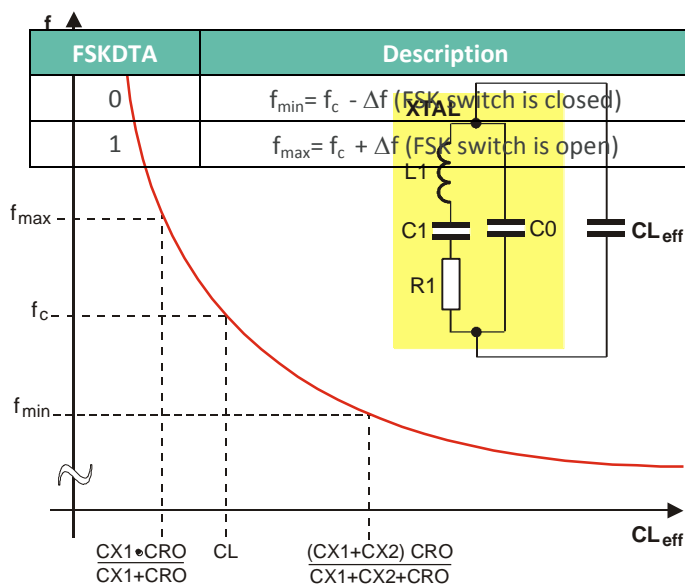 f
FSKDTA Description
0 fmin= fc - Δf (FSK switch is closed)
1 fmax= fc + Δf (FSK switch is open)
XTAL
L1
C1
C0
CLeff
R1
fmax
fc
fmin
CX1•CRO
CX1+CRO
CL
(CX1+CX2) CRO
CX1+CX2+CRO
CLeff